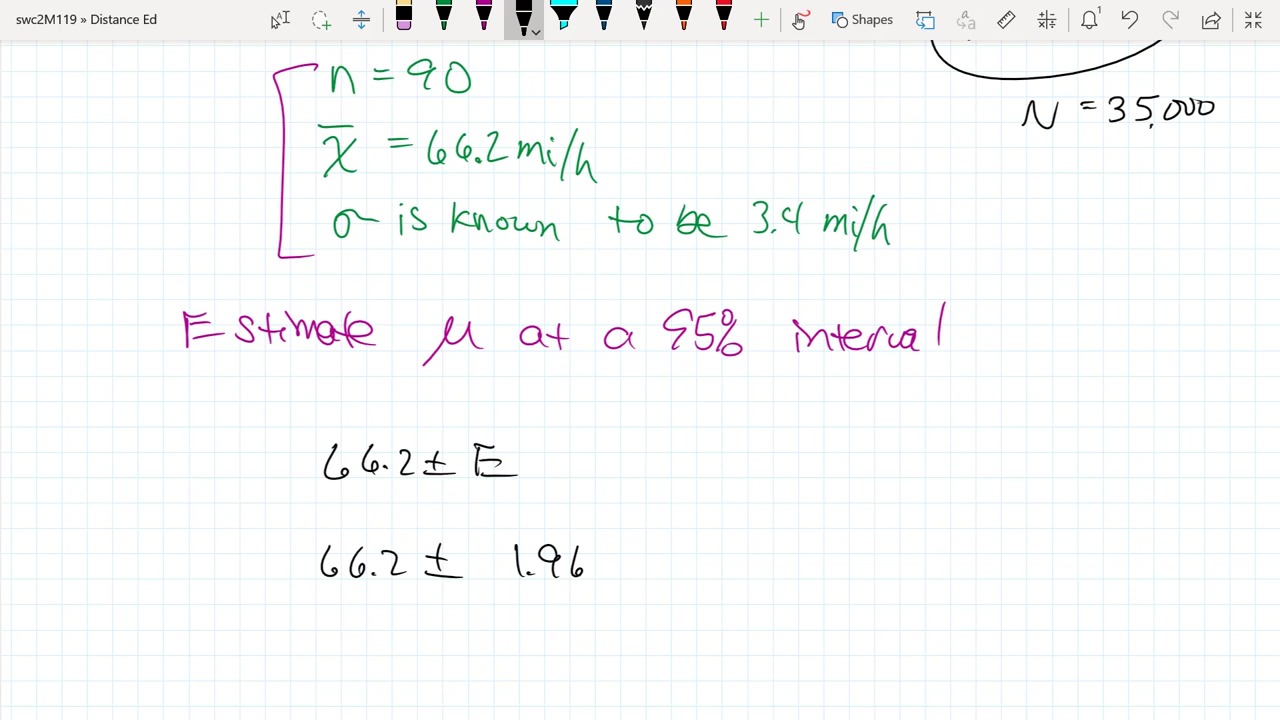 swc2M119 » Distance Ed
Shapes
n = 90
N = 35,000
x̄ = 66.2 mi/h
σ is known to be 3.4 mi/h
Estimate μ at a 95% interval
66.2 ± E
66.2 ± 1.96